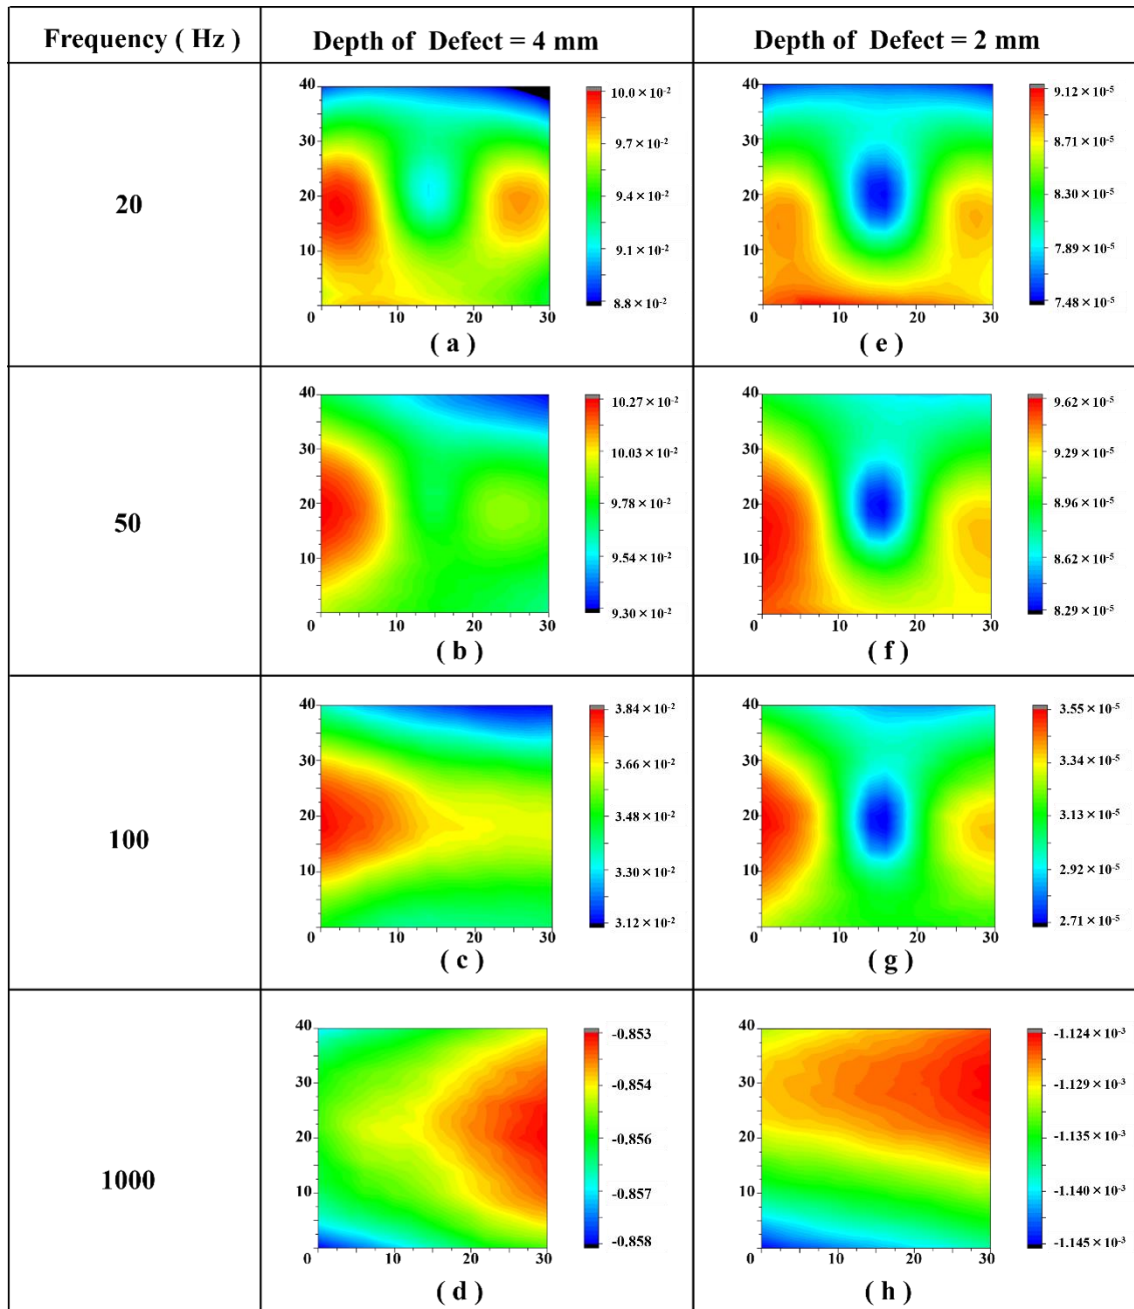 Frequency ( Hz ) Depth of Defect = 4 mm Depth of Defect = 2 mm
20
40
30
20
10
0 10 20 30
10.0 × 10⁻²
9.7 × 10⁻²
9.4 × 10⁻²
9.1 × 10⁻²
8.8 × 10⁻²
( a )
40
30
20
10
0 10 20 30
9.12 × 10⁻⁵
8.71 × 10⁻⁵
8.30 × 10⁻⁵
7.89 × 10⁻⁵
7.48 × 10⁻⁵
( e )
50
40
30
20
10
0 10 20 30
10.27 × 10⁻²
10.03 × 10⁻²
9.78 × 10⁻²
9.54 × 10⁻²
9.30 × 10⁻²
( b )
40
30
20
10
0 10 20 30
9.62 × 10⁻⁵
9.29 × 10⁻⁵
8.96 × 10⁻⁵
8.62 × 10⁻⁵
8.29 × 10⁻⁵
( f )
100
40
30
20
10
0 10 20 30
3.84 × 10⁻²
3.66 × 10⁻²
3.48 × 10⁻²
3.30 × 10⁻²
3.12 × 10⁻²
( c )
40
30
20
10
0 10 20 30
3.55 × 10⁻⁵
3.34 × 10⁻⁵
3.13 × 10⁻⁵
2.92 × 10⁻⁵
2.71 × 10⁻⁵
( g )
1000
40
30
20
10
0 10 20 30
-0.853
-0.854
-0.856
-0.857
-0.858
( d )
40
30
20
10
0 10 20 30
-1.124 × 10⁻³
-1.129 × 10⁻³
-1.135 × 10⁻³
-1.140 × 10⁻³
-1.145 × 10⁻³
( h )